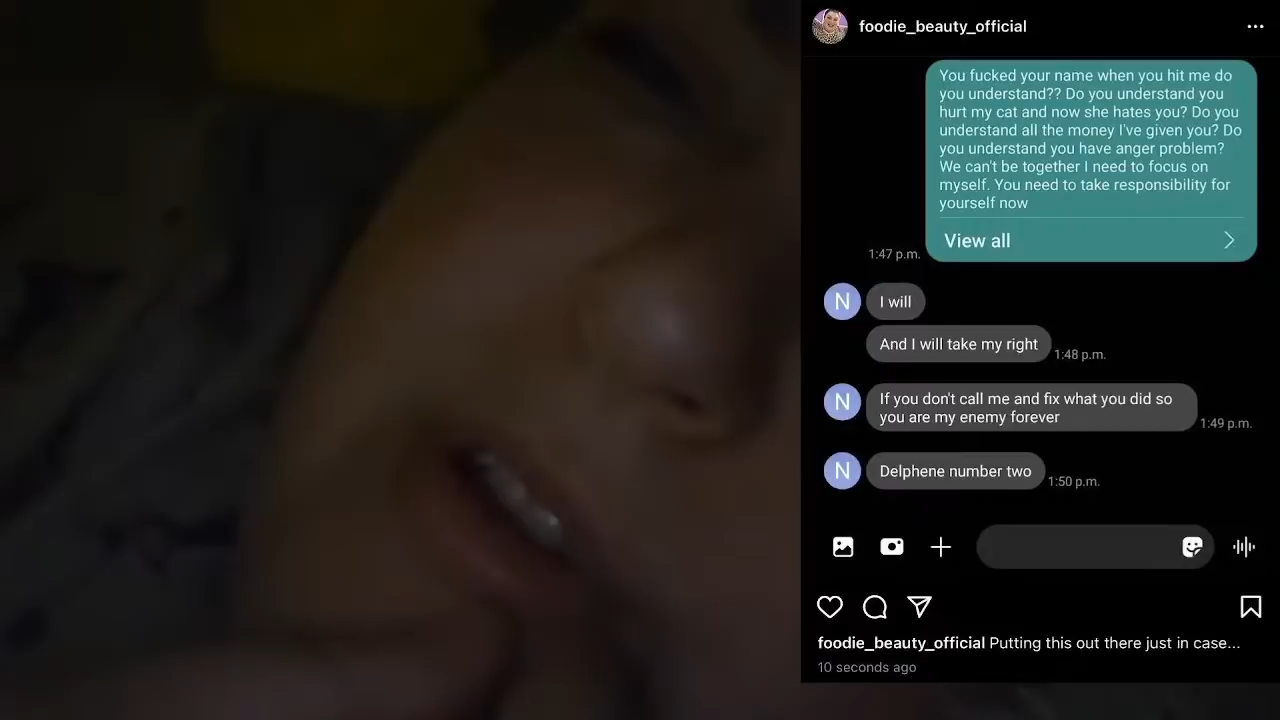 foodie_beauty_official
You fucked your name when you hit me do
you understand?? Do you understand you
hurt my cat and now she hates you? Do you
understand all the money I've given you? Do
you understand you have anger problem?
We can't be together I need to focus on
myself. You need to take responsibility for
yourself now
View all
1:47 p.m.
N
I will
And I will take my right
1:48 p.m.
N
If you don't call me and fix what you did so
you are my enemy forever
1:49 p.m.
N
Delphene number two
1:50 p.m.
foodie_beauty_official Putting this out there just in case...
10 seconds ago